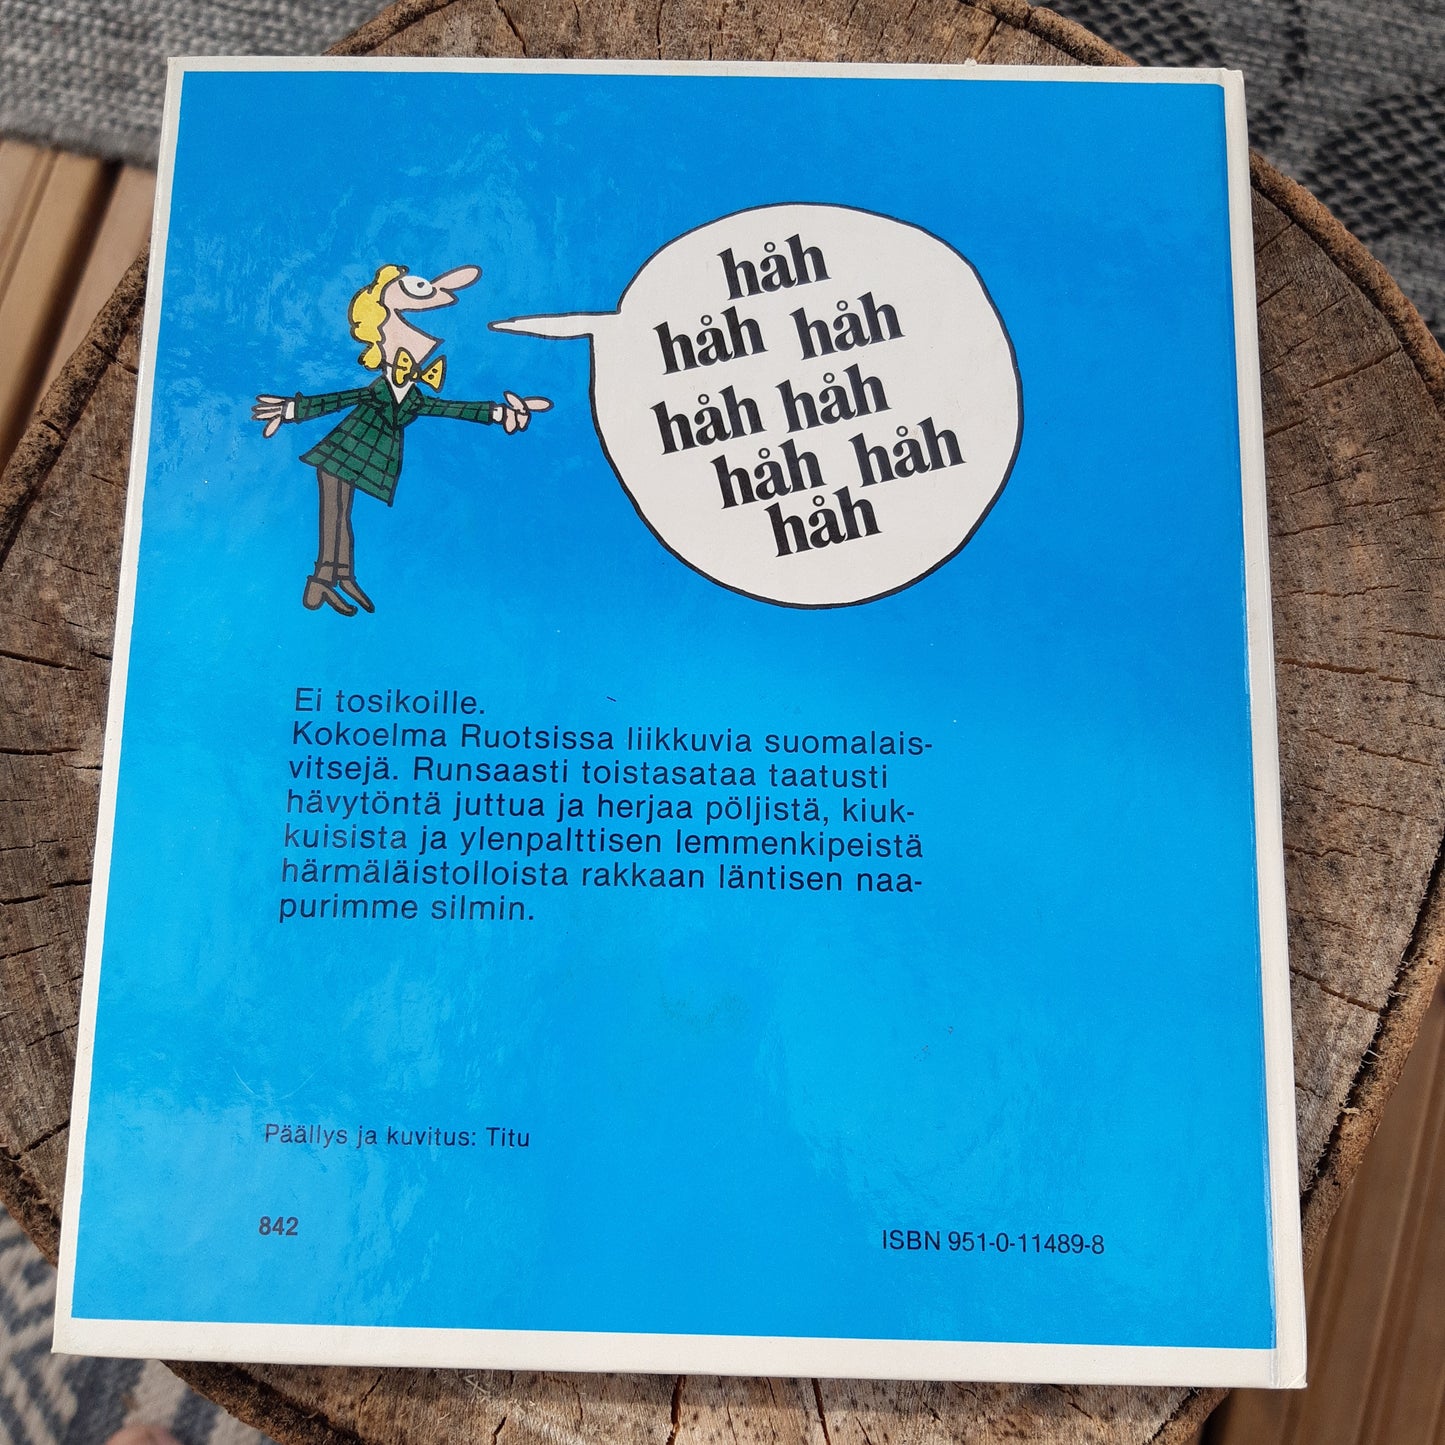 håh
håh håh
håh håh
håh håh
håh
Ei tosikoille.
Kokoelma Ruotsissa liikkuvia suomalais-
vitsejä. Runsaasti toistasataa taatusti
hävytöntä juttua ja herjaa pöljistä, kiuk-
kuisista ja ylenpalttisen lemmenkipeistä
härmäläistolloista rakkaan läntisen naa-
purimme silmin.
Päällys ja kuvitus: Titu
842
ISBN 951-0-11489-8